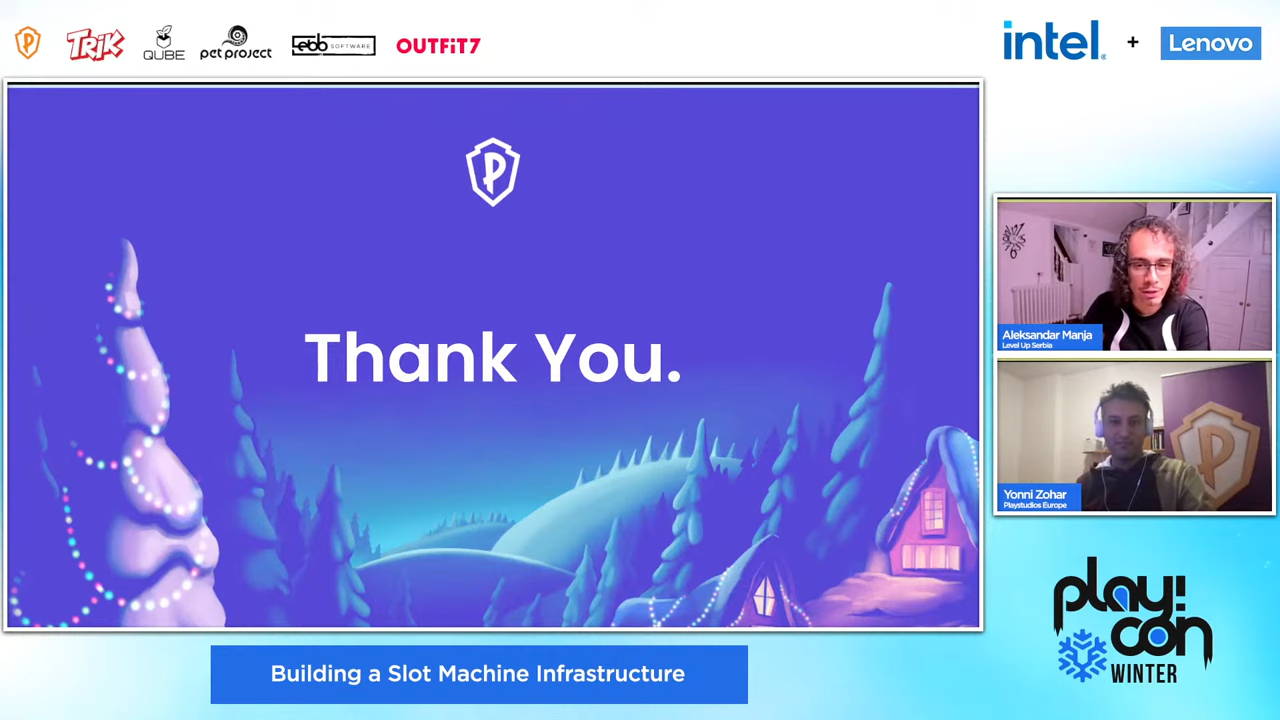 TRIK
QUBE
pet project
Lebb SOFTWARE
OUTFIT7
intel.
+
Lenovo
P
Thank You.
Aleksandar Manja
Level Up Serbia
P
Yonni Zohar
Playstudios Europe
play!
con
WINTER
Building a Slot Machine Infrastructure